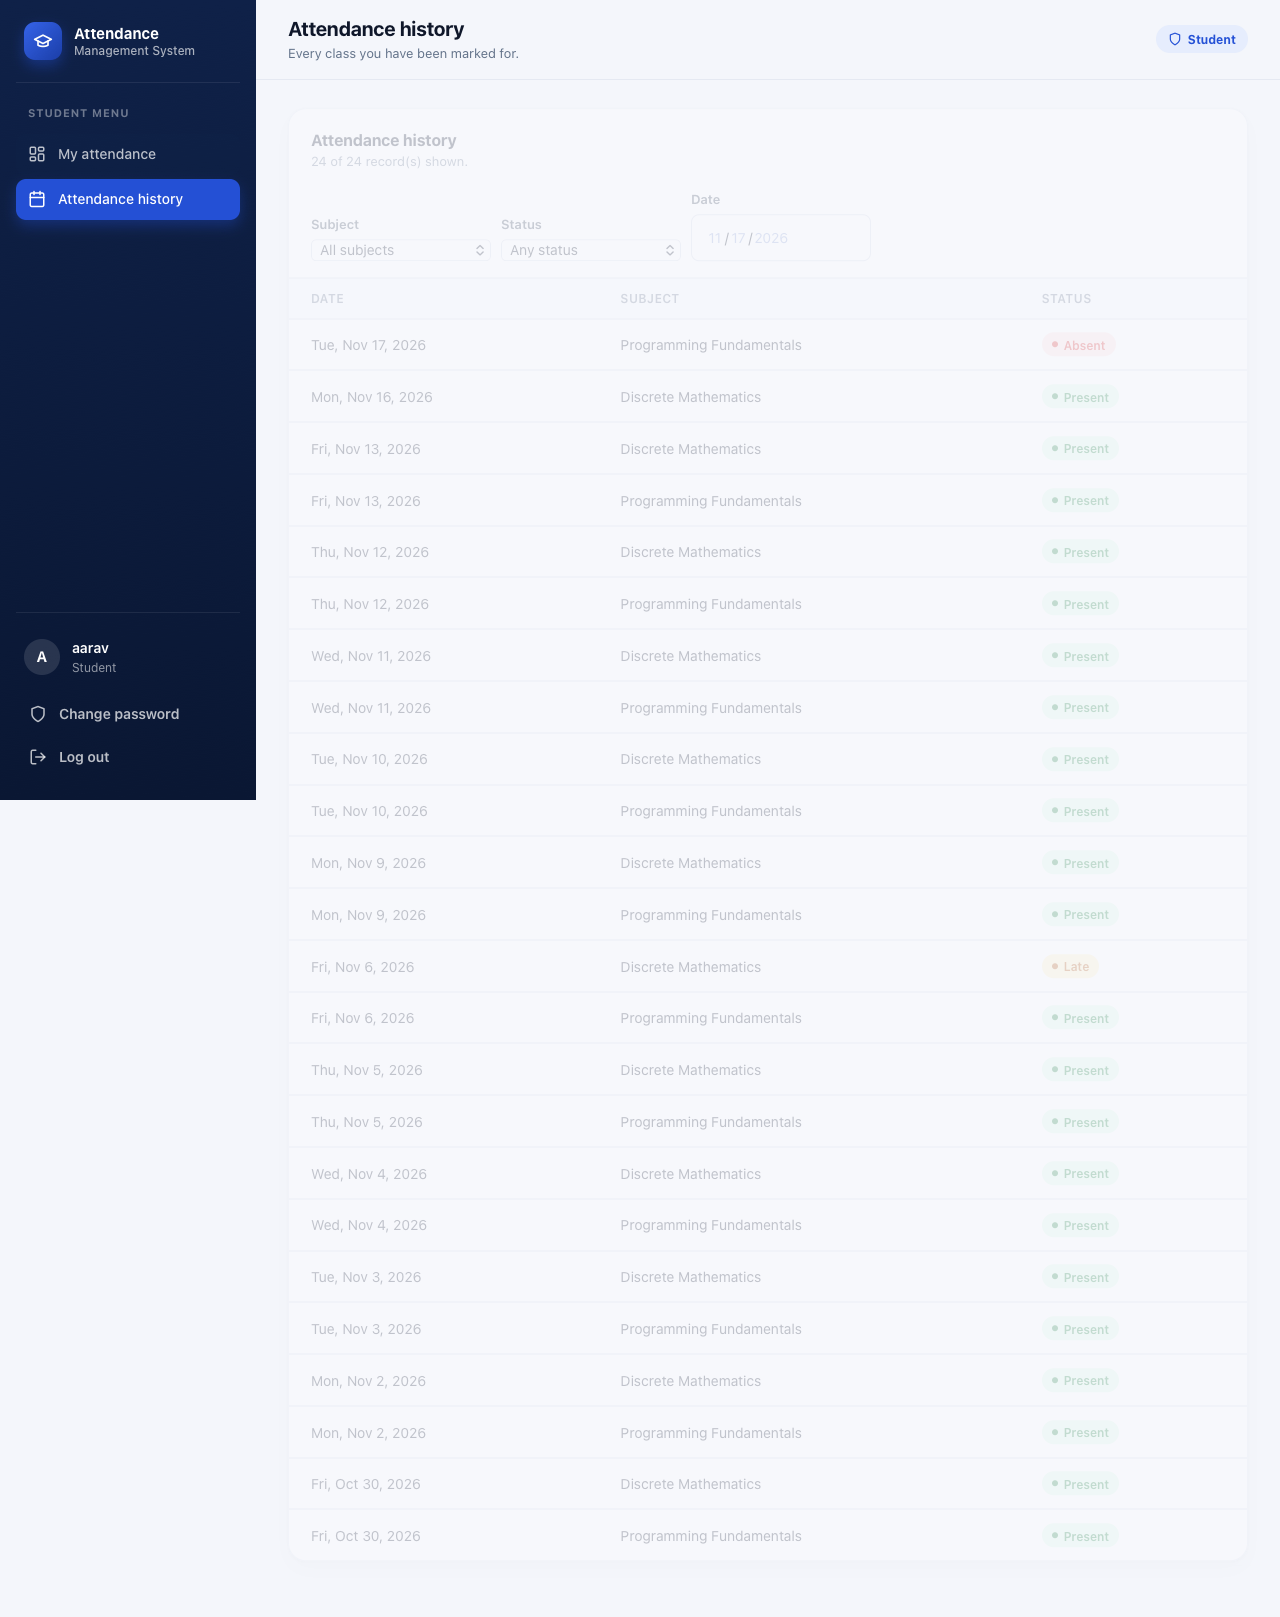 Attendance
Management System
STUDENT MENU
My attendance
Attendance history
aarav
A
Student
Change password
Log out
Attendance history
Every class you have been marked for.
Student
Attendance history
24 of 24 record(s) shown.
Subject Status Date
All subjects Any status 11/17/2026
DATE SUBJECT STATUS
Tue, Nov 17, 2026 Programming Fundamentals Absent
Mon, Nov 16, 2026 Discrete Mathematics Present
Fri, Nov 13, 2026 Discrete Mathematics Present
Fri, Nov 13, 2026 Programming Fundamentals Present
Thu, Nov 12, 2026 Discrete Mathematics Present
Thu, Nov 12, 2026 Programming Fundamentals Present
Wed, Nov 11, 2026 Discrete Mathematics Present
Wed, Nov 11, 2026 Programming Fundamentals Present
Tue, Nov 10, 2026 Discrete Mathematics Present
Tue, Nov 10, 2026 Programming Fundamentals Present
Mon, Nov 9, 2026 Discrete Mathematics Present
Mon, Nov 9, 2026 Programming Fundamentals Present
Fri, Nov 6, 2026 Discrete Mathematics Late
Fri, Nov 6, 2026 Programming Fundamentals Present
Thu, Nov 5, 2026 Discrete Mathematics Present
Thu, Nov 5, 2026 Programming Fundamentals Present
Wed, Nov 4, 2026 Discrete Mathematics Present
Wed, Nov 4, 2026 Programming Fundamentals Present
Tue, Nov 3, 2026 Discrete Mathematics Present
Tue, Nov 3, 2026 Programming Fundamentals Present
Mon, Nov 2, 2026 Discrete Mathematics Present
Mon, Nov 2, 2026 Programming Fundamentals Present
Fri, Oct 30, 2026 Discrete Mathematics Present
Fri, Oct 30, 2026 Programming Fundamentals Present